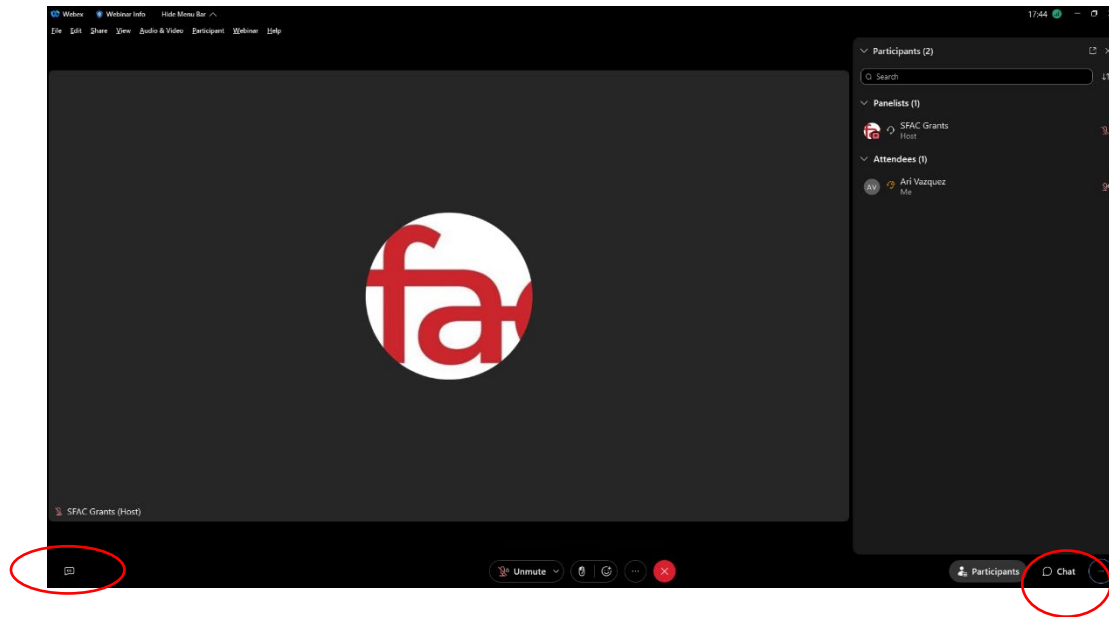 Webex Webinar Info Hide Menu Bar 17:44
File Edit Share View Audio & Video Participant Webinar Help
Participants (2)
Search
Panelists (1)
SFAC Grants
Host
Attendees (1)
AV Ari Vazquez
Me
fac
SFAC Grants (Host)
Unmute Participants Chat